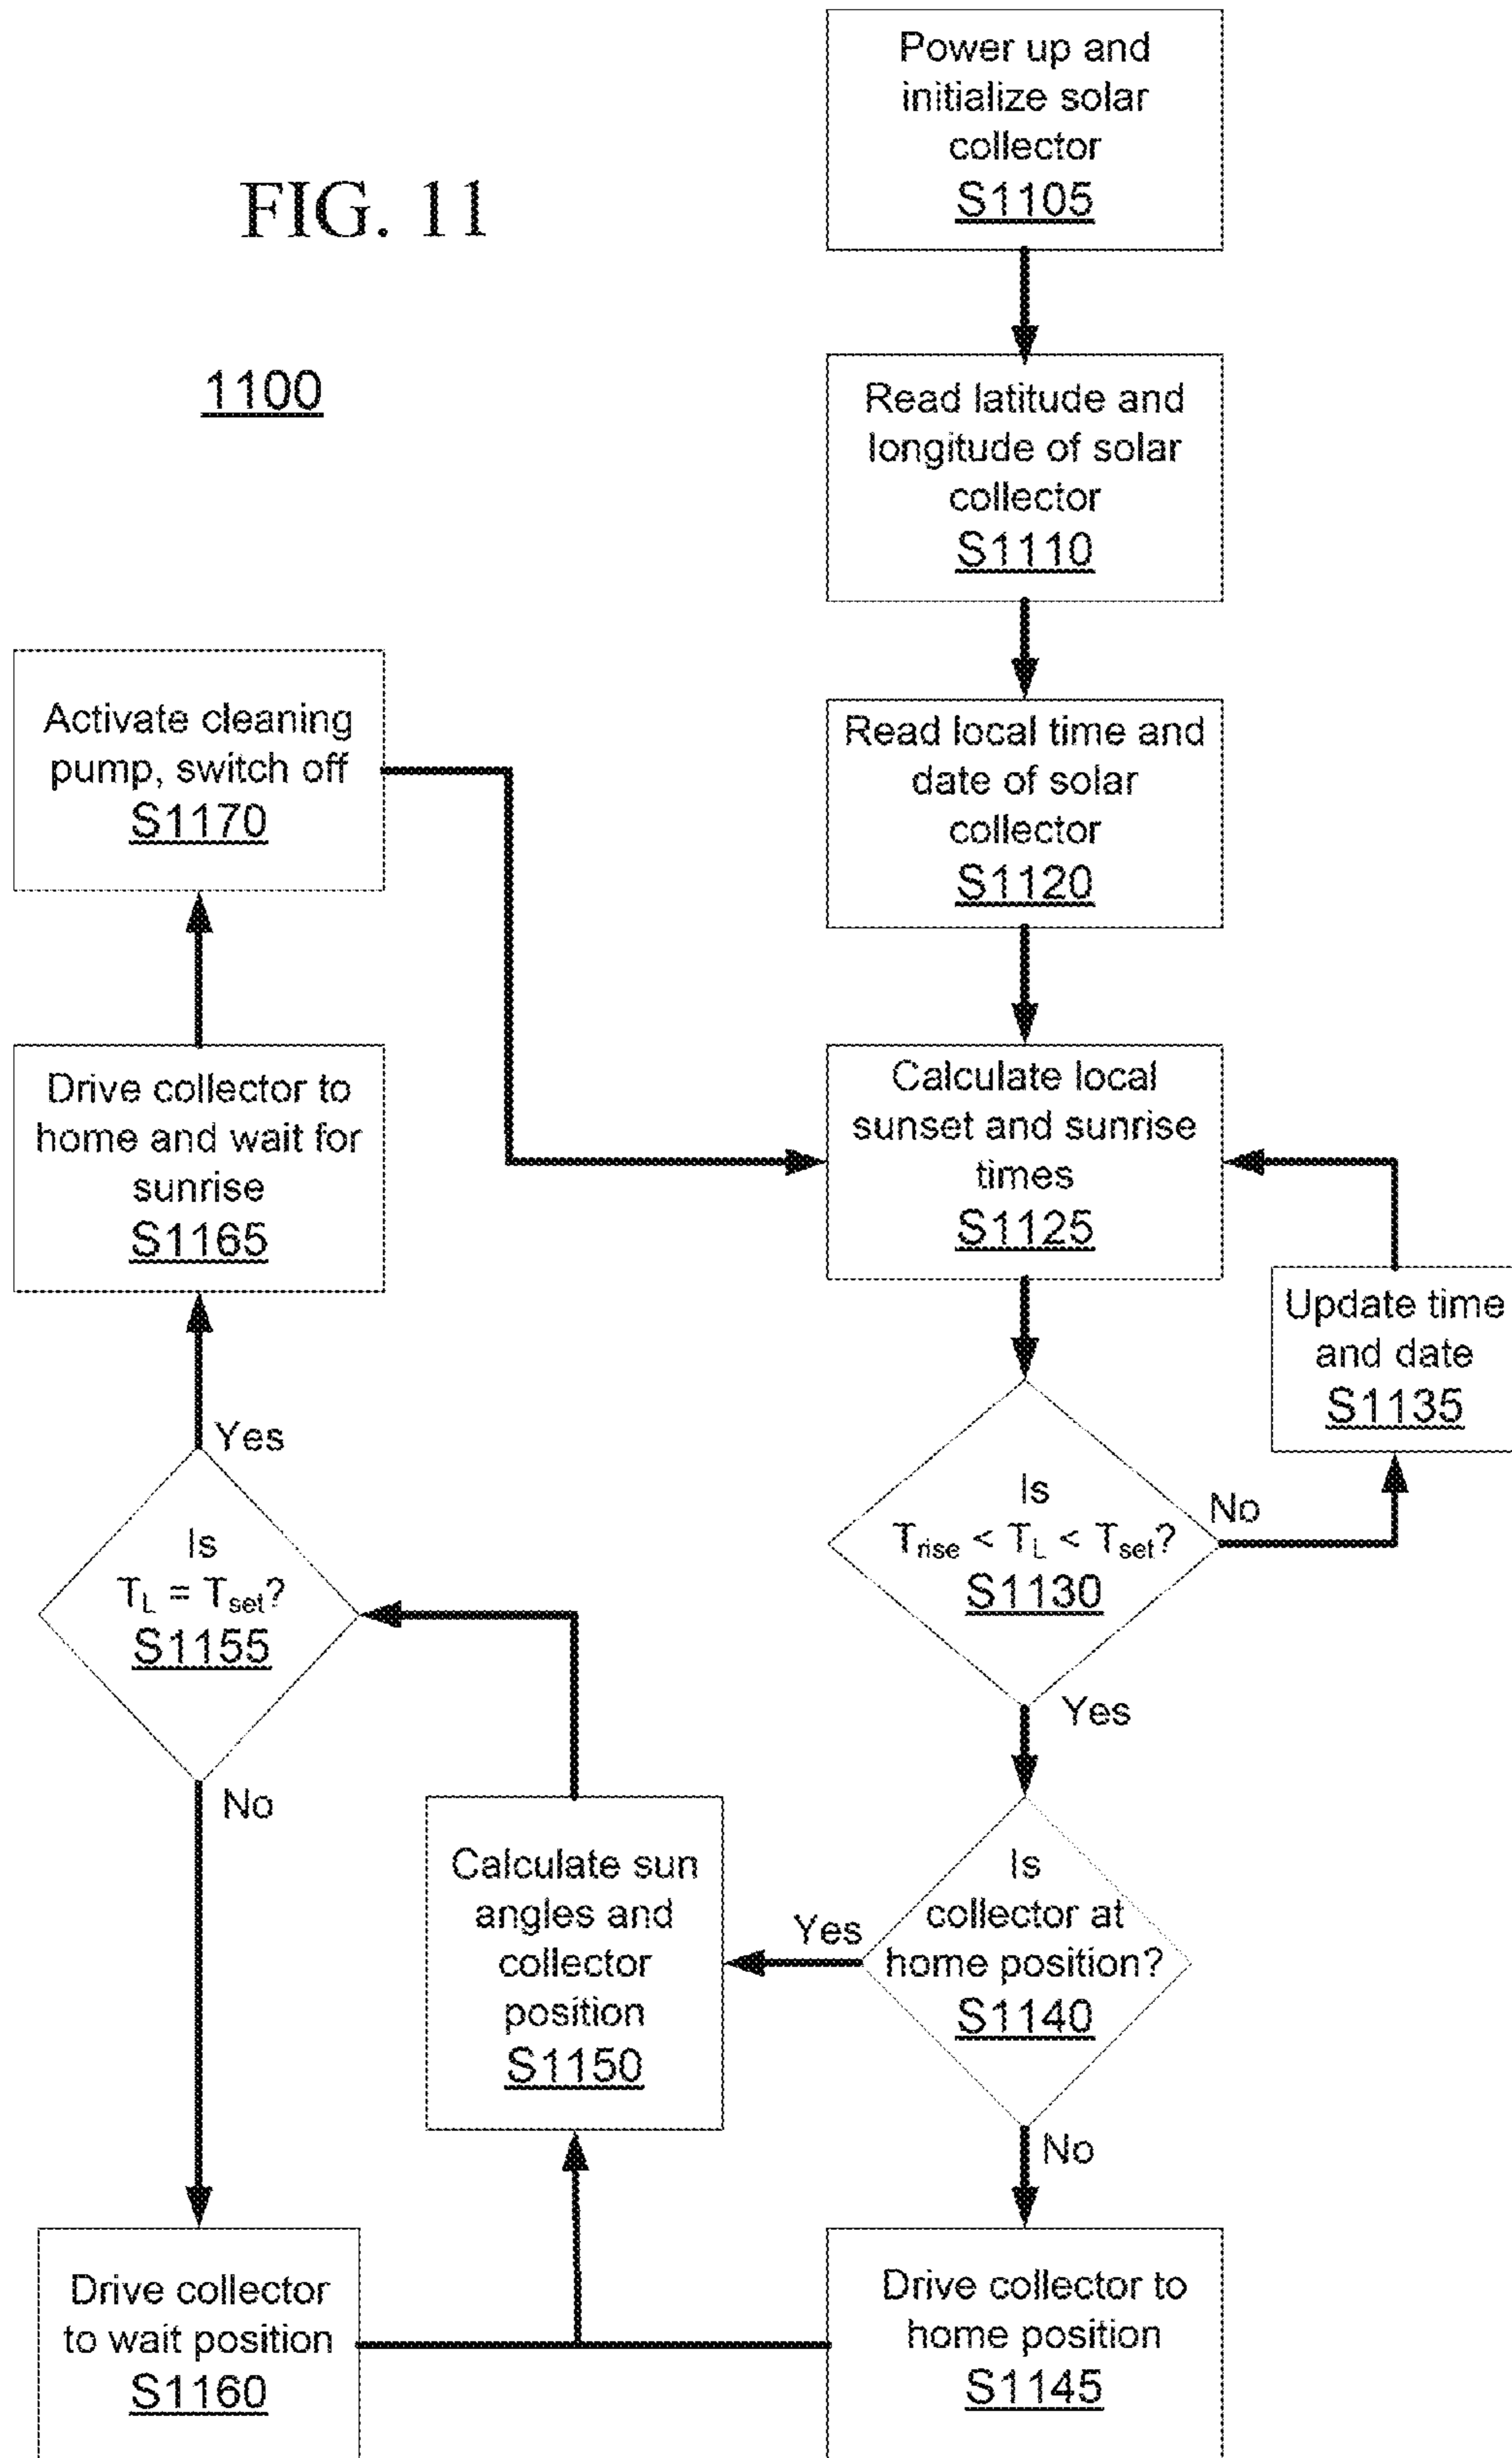 FIG. 11
1100
Power up and
initialize solar
collector
S1105
Read latitude and
longitude of solar
collector
S1110
Read local time and
date of solar
collector
S1120
Calculate local
sunset and sunrise
times
S1125
Update time
and date
S1135
Is
T_rise < T_L < T_set?
S1130
No
Yes
Is
collector at
home position?
S1140
Yes
No
Drive collector to
home position
S1145
Calculate sun
angles and
collector
position
S1150
Is
T_L = T_set?
S1155
Yes
No
Drive collector
to wait position
S1160
Drive collector to
home and wait for
sunrise
S1165
Activate cleaning
pump, switch off
S1170